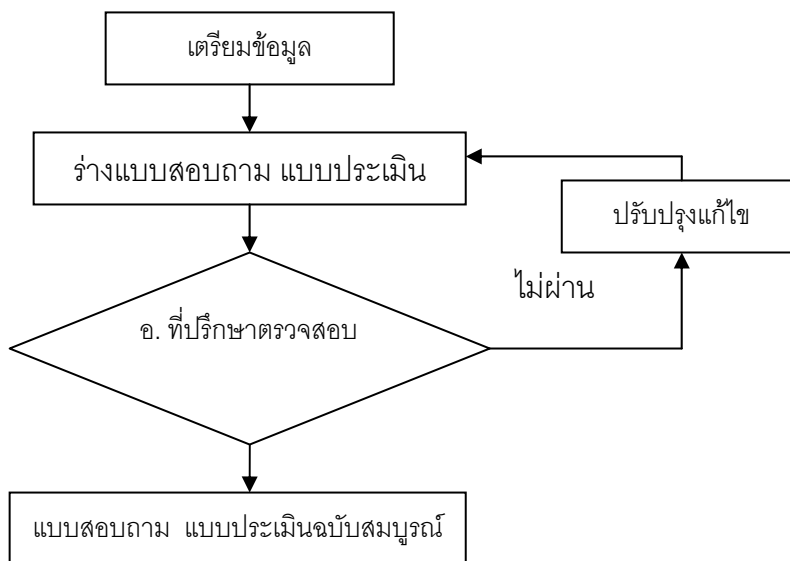 เตรียมข้อมูล
ร่างแบบสอบถาม แบบประเมิน
ปรับปรุงแก้ไข
ไม่ผ่าน
อ. ที่ปรึกษาตรวจสอบ
แบบสอบถาม แบบประเมินฉบับสมบูรณ์